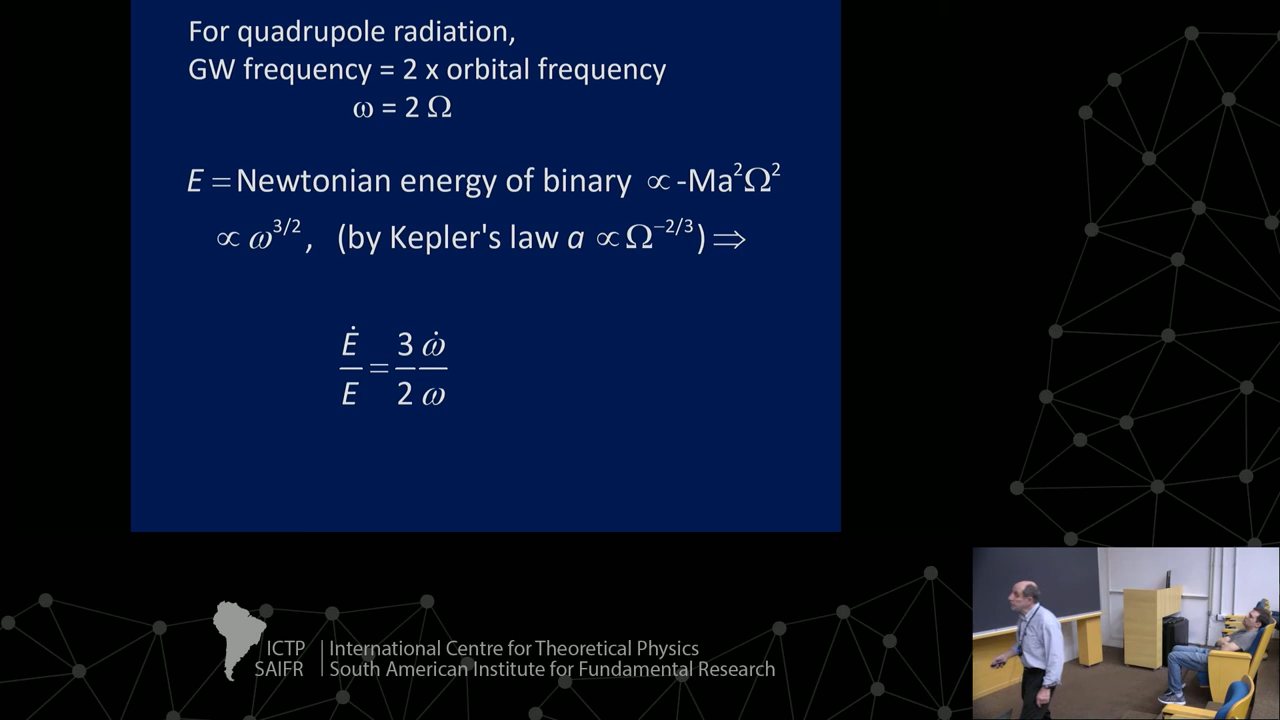 For quadrupole radiation,
GW frequency = 2 x orbital frequency
ω = 2 Ω
E = Newtonian energy of binary ∝ -Ma²Ω²
∝ ω^{3/2}, (by Kepler's law a ∝ Ω^{−2/3}) ⇒
Ė/E = 3/2 ω̇/ω
ICTP SAIFR
International Centre for Theoretical Physics
South American Institute for Fundamental Research